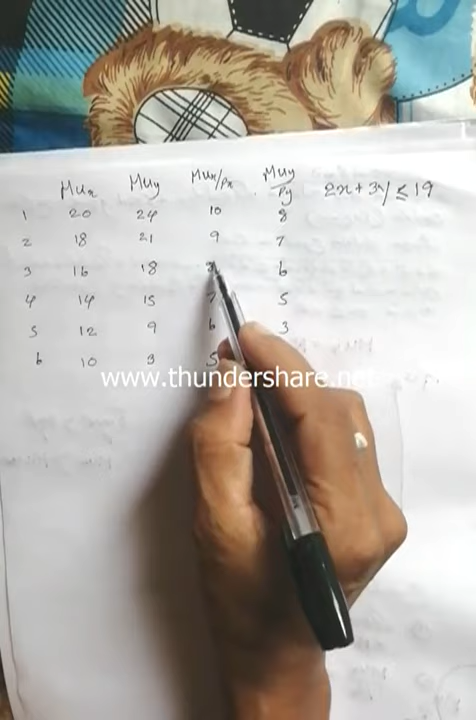 Mux Muy Mux/Px Muy/Py 2x+3y ≤ 19
1 20 24 10 8
2 18 21 9 7
3 16 18 6
4 14 15 7 5
5 12 9 6 3
6 10 3 5
www.thundershare.net